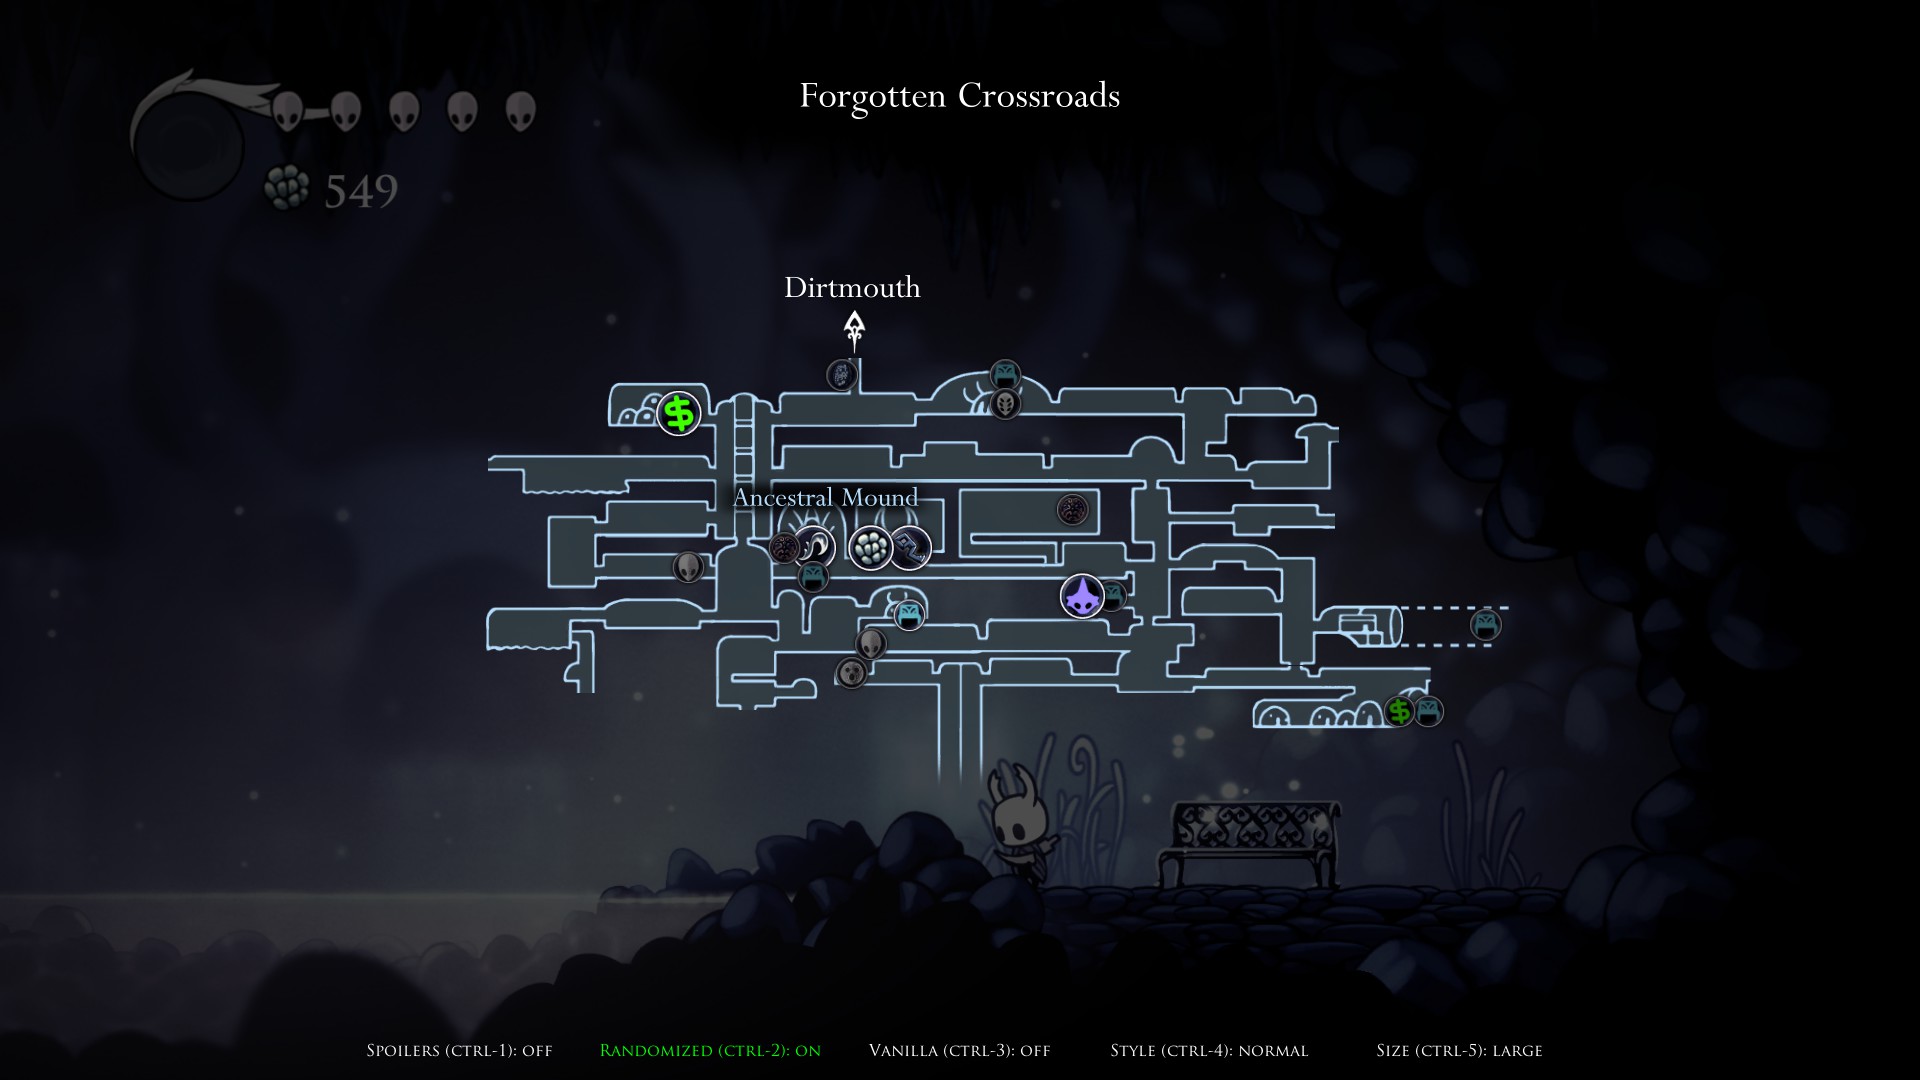 Forgotten Crossroads
549
Dirtmouth
$
Ancestral Mound
$
Spoilers (ctrl-1): off
Randomized (ctrl-2): on
Vanilla (ctrl-3): off
Style (ctrl-4): normal
Size (ctrl-5): large